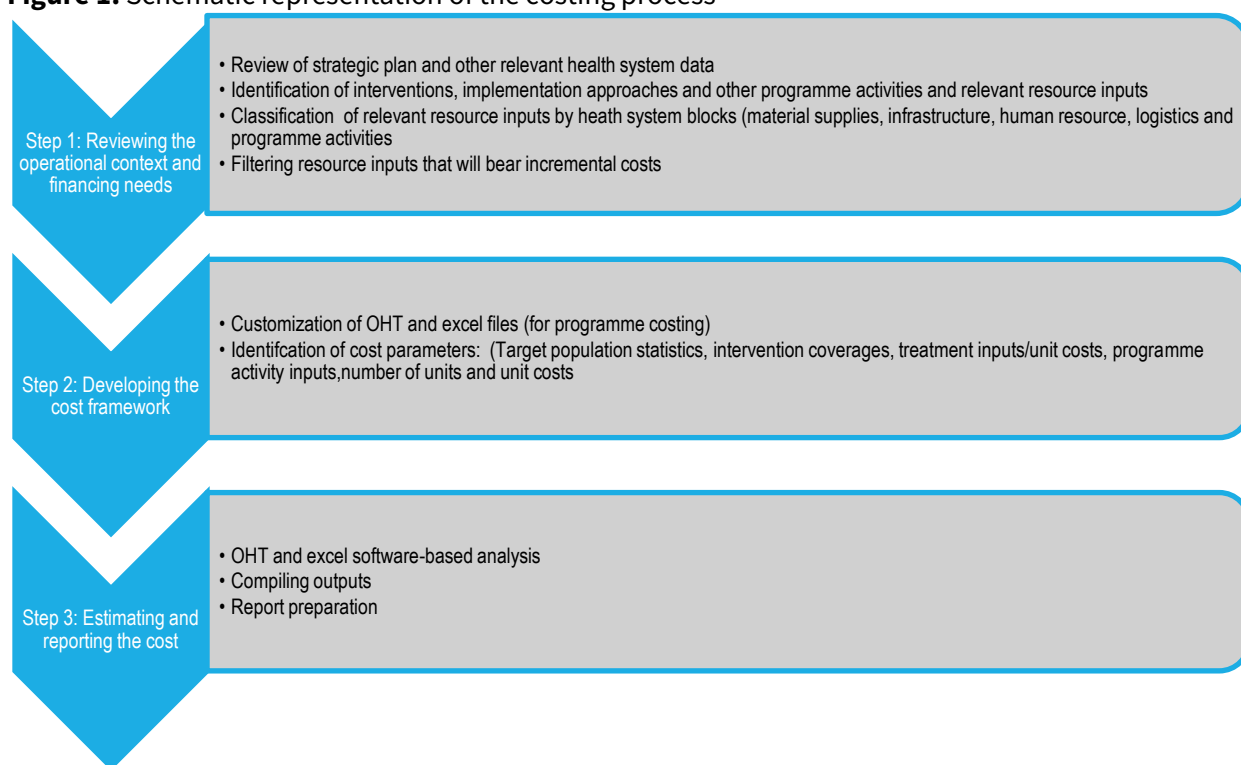 Figure 1: Schematic representation of the costing process
Step 1: Reviewing the
operational context and
financing needs
• Review of strategic plan and other relevant health system data
• Identification of interventions, implementation approaches and other programme activities and relevant resource inputs
• Classification of relevant resource inputs by heath system blocks (material supplies, infrastructure, human resource, logistics and
programme activities
• Filtering resource inputs that will bear incremental costs
Step 2: Developing the
cost framework
• Customization of OHT and excel files (for programme costing)
• Identifcation of cost parameters: (Target population statistics, intervention coverages, treatment inputs/unit costs, programme
activity inputs,number of units and unit costs
Step 3: Estimating and
reporting the cost
• OHT and excel software-based analysis
• Compiling outputs
• Report preparation